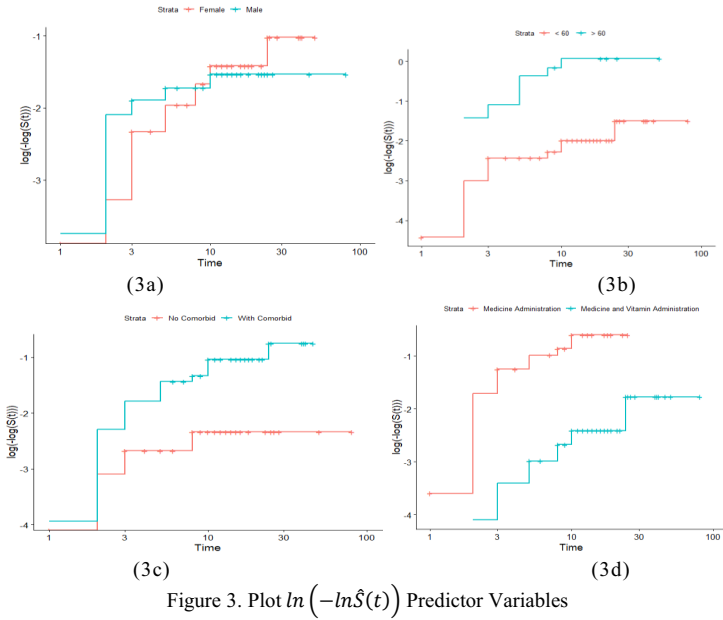 Strata Female Male
-1
-2
-3
log(-log(S(t)))
1 3 10 30 100
Time
(3a)
Strata < 60 > 60
0
-1
-2
-3
-4
log(-log(S(t)))
1 3 10 30 100
Time
(3b)
Strata No Comorbid With Comorbid
-1
-2
-3
-4
log(-log(S(t)))
1 3 10 30 100
Time
(3c)
Strata Medicine Administration Medicine and Vitamin Administration
-1
-2
-3
-4
log(-log(S(t)))
1 3 10 30 100
Time
(3d)
Figure 3. Plot ln (−lnŜ(t)) Predictor Variables